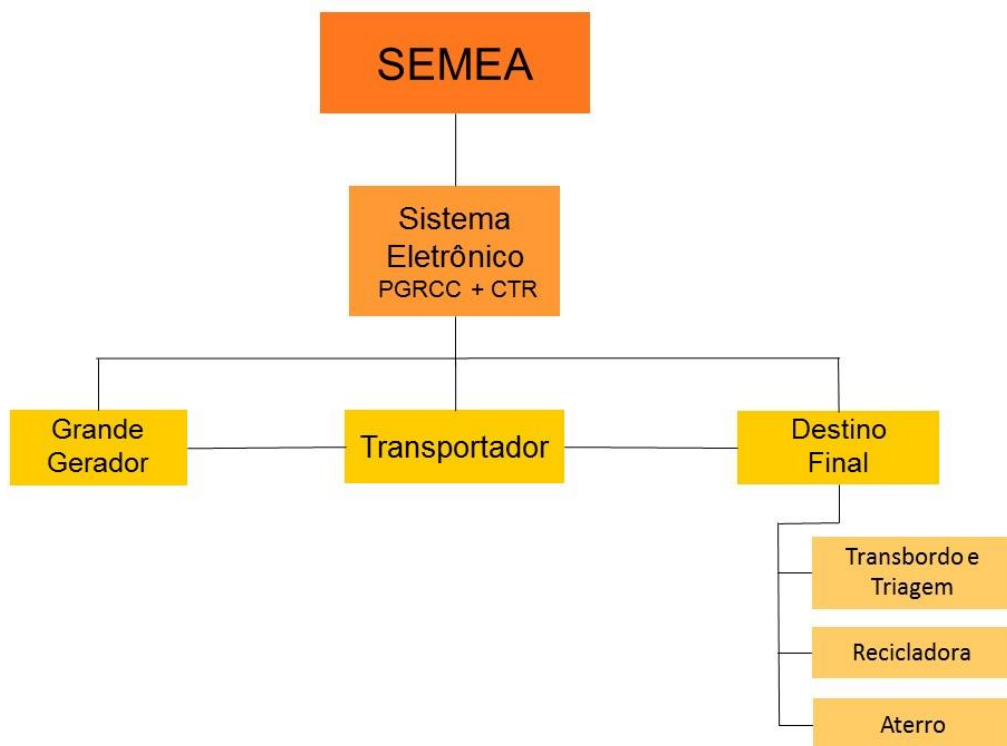 SEMEA
Sistema
Eletrônico
PGRCC + CTR
Grande
Gerador
Transportador
Destino
Final
Transbordo e
Triagem
Recicladora
Aterro